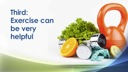 Third:
Exercise can
be very
helpful